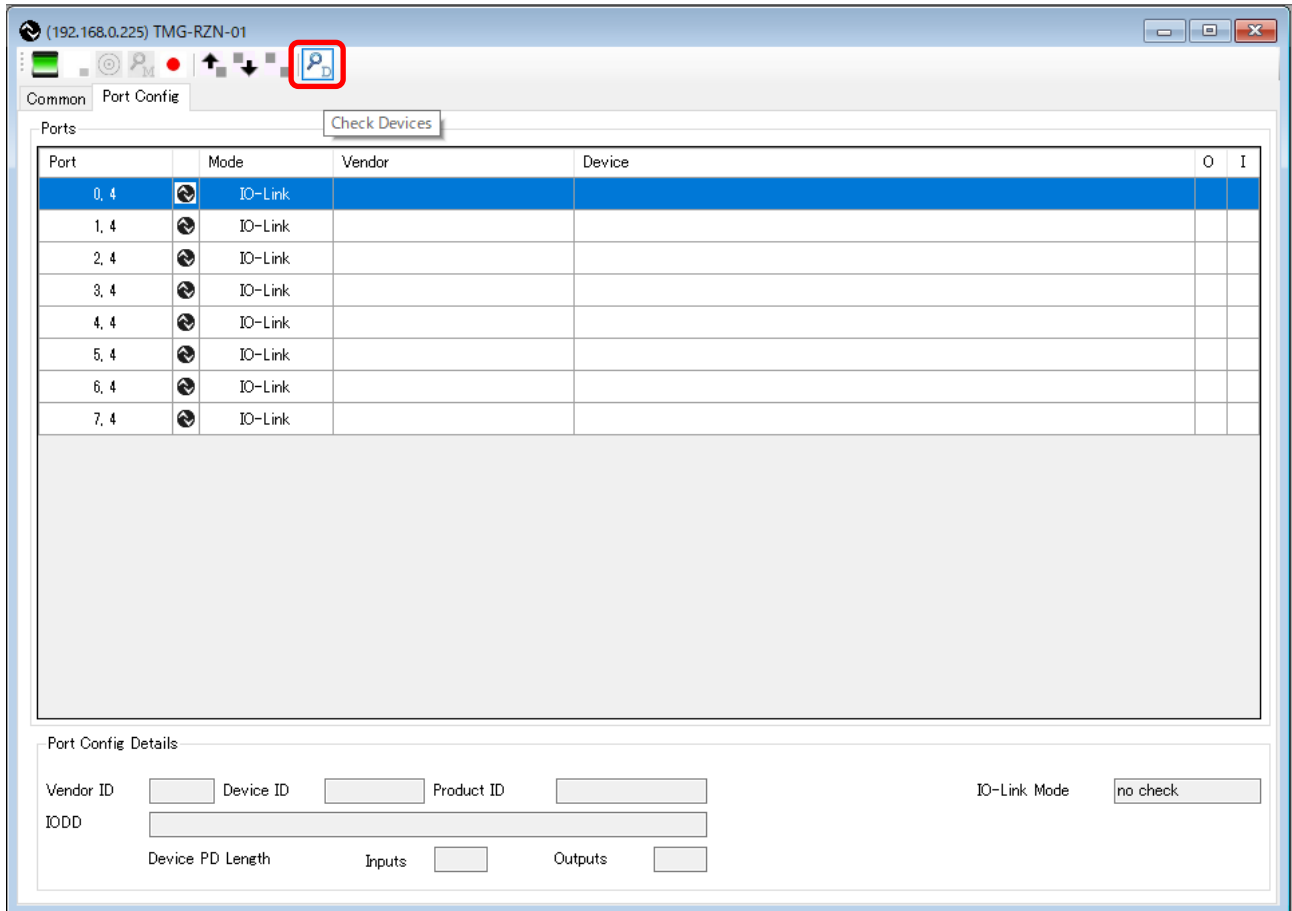 (192.168.0.225) TMG-RZN-01
M D
Common Port Config
Check Devices
Ports
Port Mode Vendor Device O I
0, 4 IO-Link
1, 4 IO-Link
2, 4 IO-Link
3, 4 IO-Link
4, 4 IO-Link
5, 4 IO-Link
6, 4 IO-Link
7, 4 IO-Link
Port Config Details
Vendor ID Device ID Product ID IO-Link Mode no check
IODD
Device PD Length Inputs Outputs